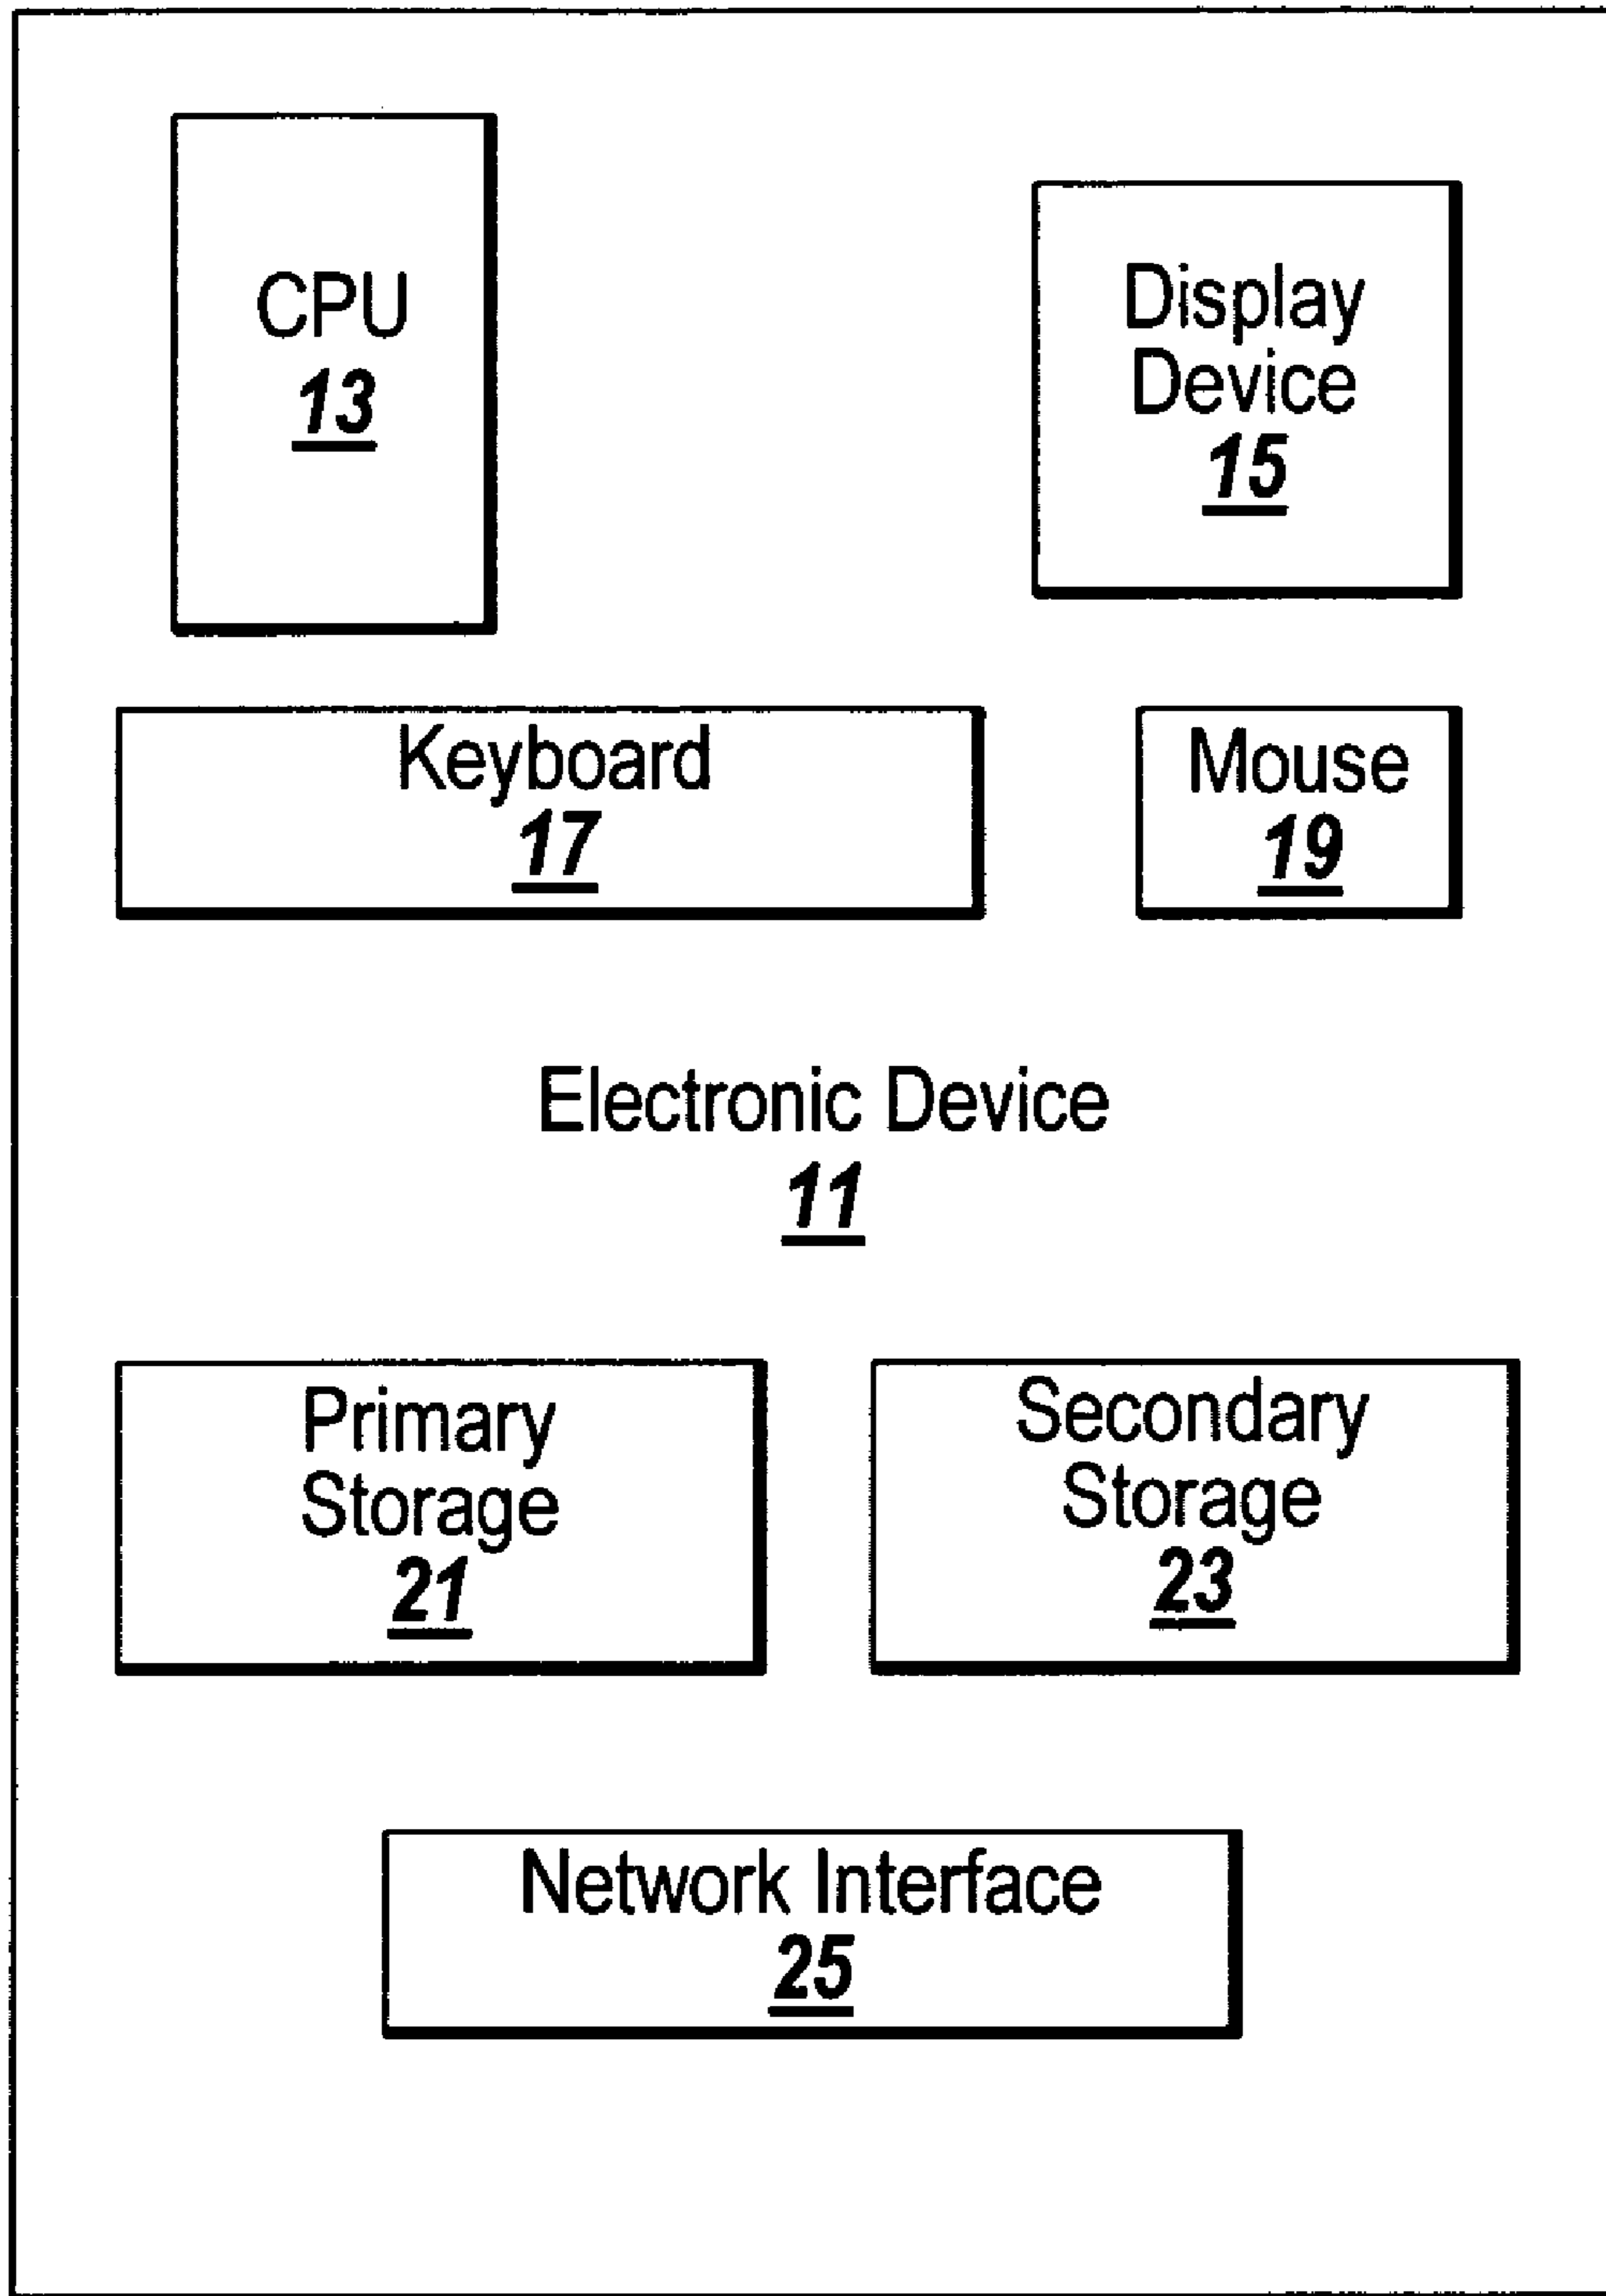 CPU
13
Display
Device
15
Keyboard
17
Mouse
19
Electronic Device
11
Primary
Storage
21
Secondary
Storage
23
Network Interface
25